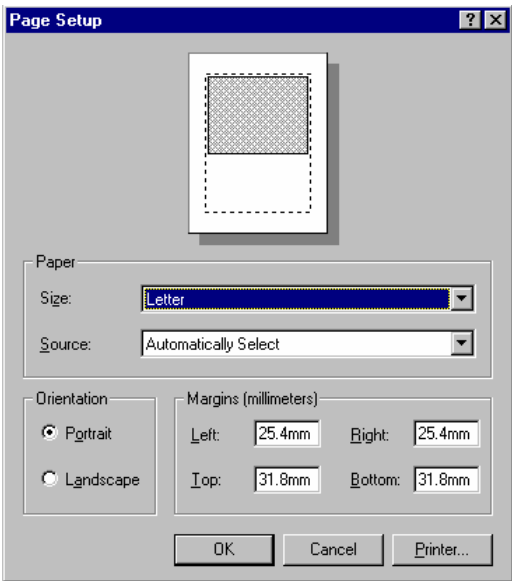 Page Setup
Paper
Size: Letter
Source: Automatically Select
Orientation
Portrait
Landscape
Margins (millimeters)
Left: 25.4mm Right: 25.4mm
Top: 31.8mm Bottom: 31.8mm
OK Cancel Printer...